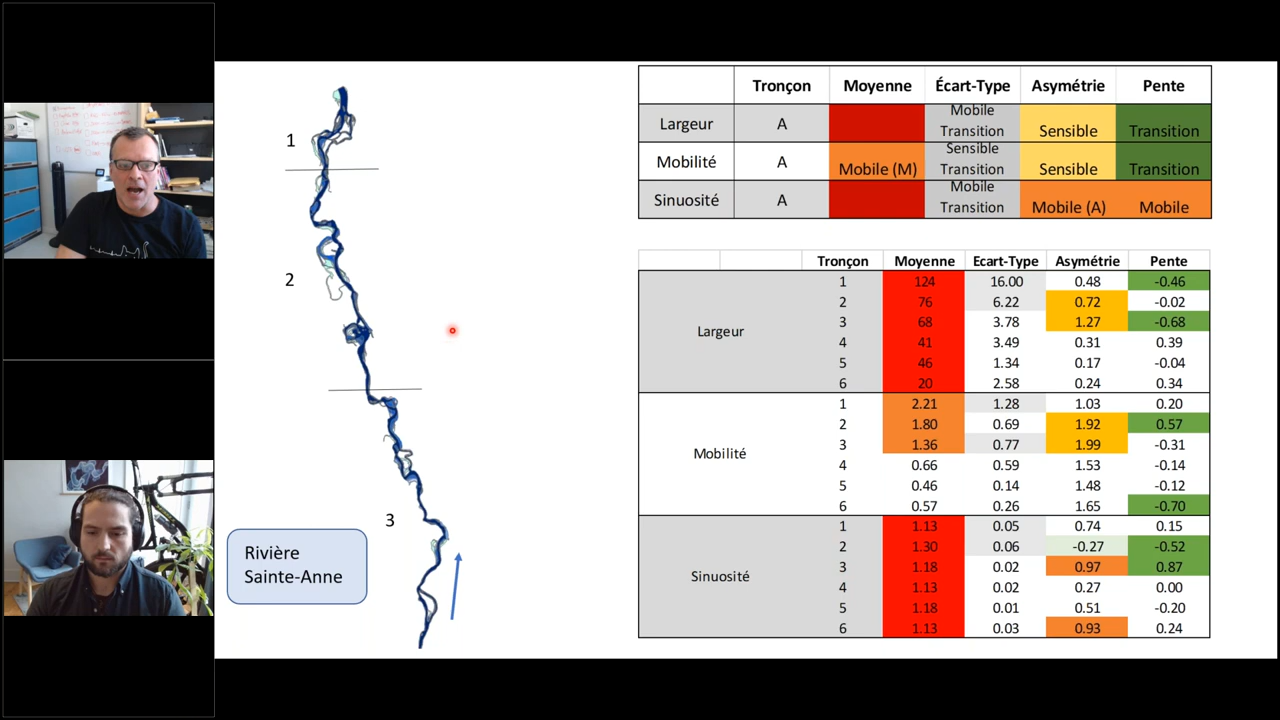 1
2
3
Rivière
Sainte-Anne
Tronçon Moyenne Écart-Type Asymétrie Pente
Largeur A Mobile Transition Sensible Transition
Mobilité A Mobile (M) Sensible Transition Sensible Transition
Sinuosité A Mobile Transition Mobile (A) Mobile
Tronçon Moyenne Ecart-Type Asymétrie Pente
Largeur
1 124 16.00 0.48 -0.46
2 76 6.22 0.72 -0.02
3 68 3.78 1.27 -0.68
4 41 3.49 0.31 0.39
5 46 1.34 0.17 -0.04
6 20 2.58 0.24 0.34
Mobilité
1 2.21 1.28 1.03 0.20
2 1.80 0.69 1.92 0.57
3 1.36 0.77 1.99 -0.31
4 0.66 0.59 1.53 -0.14
5 0.46 0.14 1.48 -0.12
6 0.57 0.26 1.65 -0.70
Sinuosité
1 1.13 0.05 0.74 0.15
2 1.30 0.06 -0.27 -0.52
3 1.18 0.02 0.97 0.87
4 1.13 0.02 0.27 0.00
5 1.18 0.01 0.51 -0.20
6 1.13 0.03 0.93 0.24